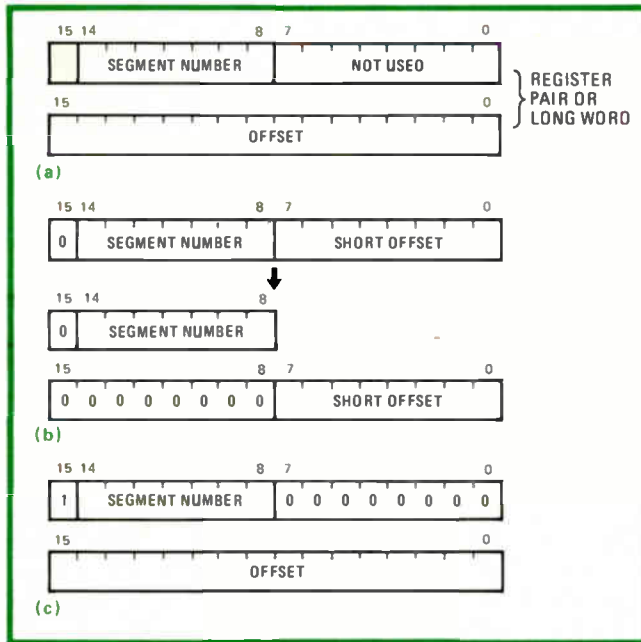 15 14 8 7 0
SEGMENT NUMBER NOT USED
REGISTER
PAIR OR
LONG WORD
15 0
OFFSET
(a)
15 14 8 7 0
0 SEGMENT NUMBER SHORT OFFSET
15 14 8
0 SEGMENT NUMBER
15 8 7 0
0 0 0 0 0 0 0 0 SHORT OFFSET
(b)
15 14 8 7 0
1 SEGMENT NUMBER 0 0 0 0 0 0 0 0
15 0
OFFSET
(c)